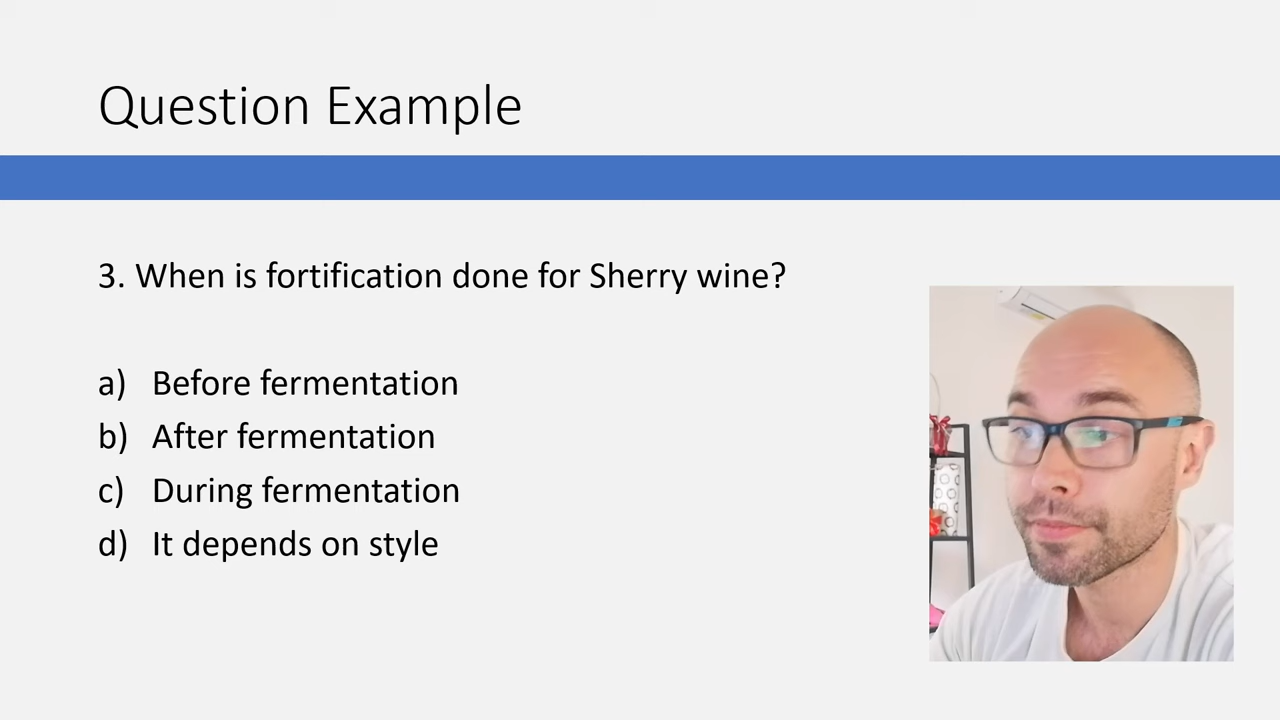 Question Example
3. When is fortification done for Sherry wine?
a) Before fermentation
b) After fermentation
c) During fermentation
d) It depends on style